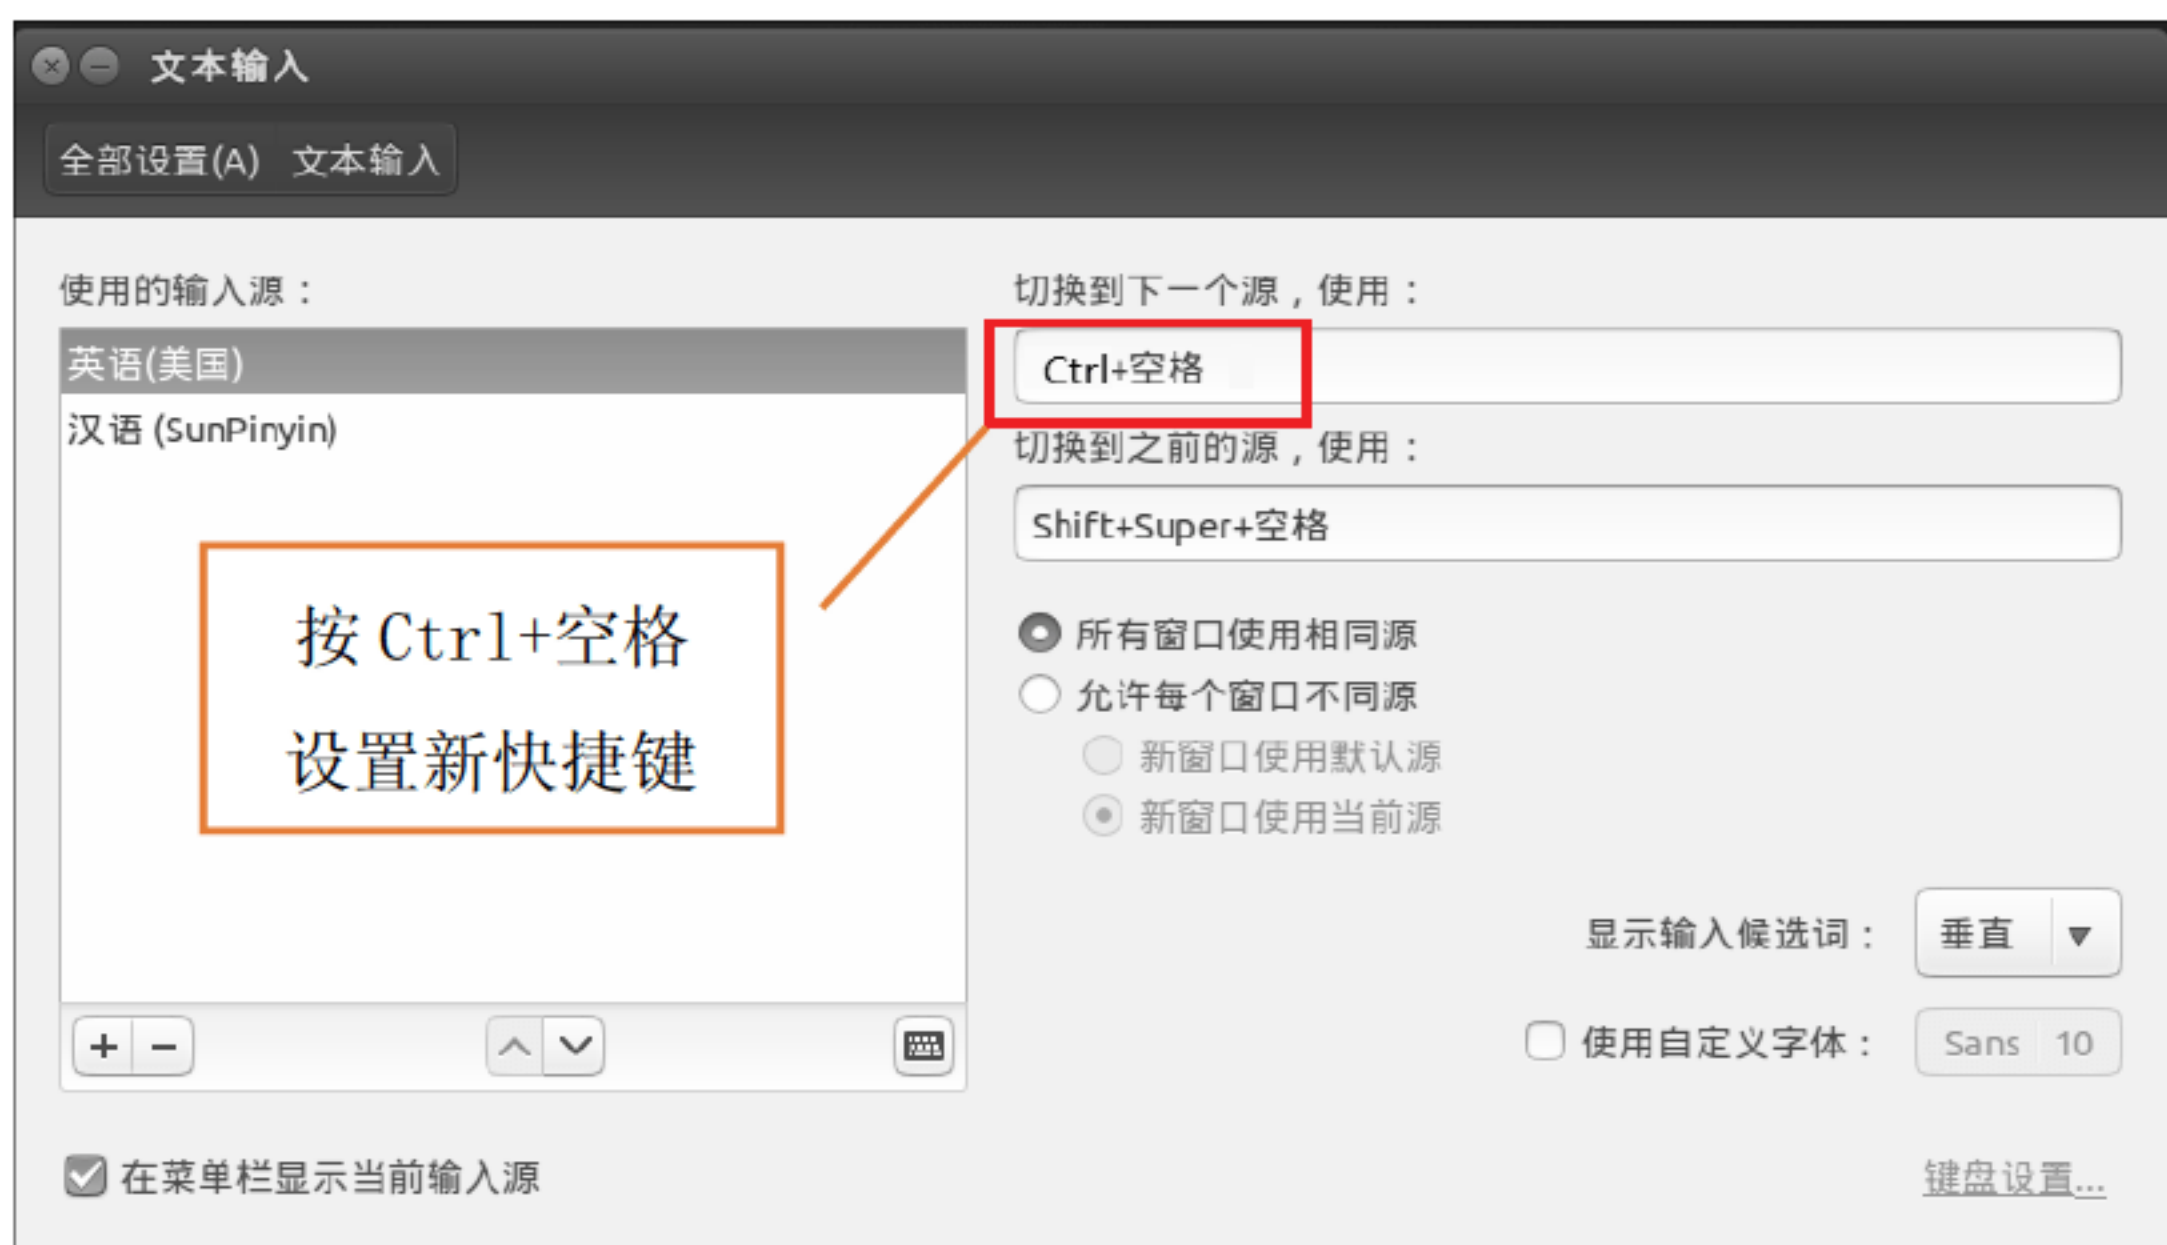 文本输入
全部设置(A) 文本输入
使用的输入源：
英语(美国)
汉语 (SunPinyin)
按 Ctrl+空格
设置新快捷键
切换到下一个源，使用：
Ctrl+空格
切换到之前的源，使用：
Shift+Super+空格
所有窗口使用相同源
允许每个窗口不同源
新窗口使用默认源
新窗口使用当前源
显示输入候选词： 垂直
使用自定义字体： Sans 10
在菜单栏显示当前输入源
键盘设置...